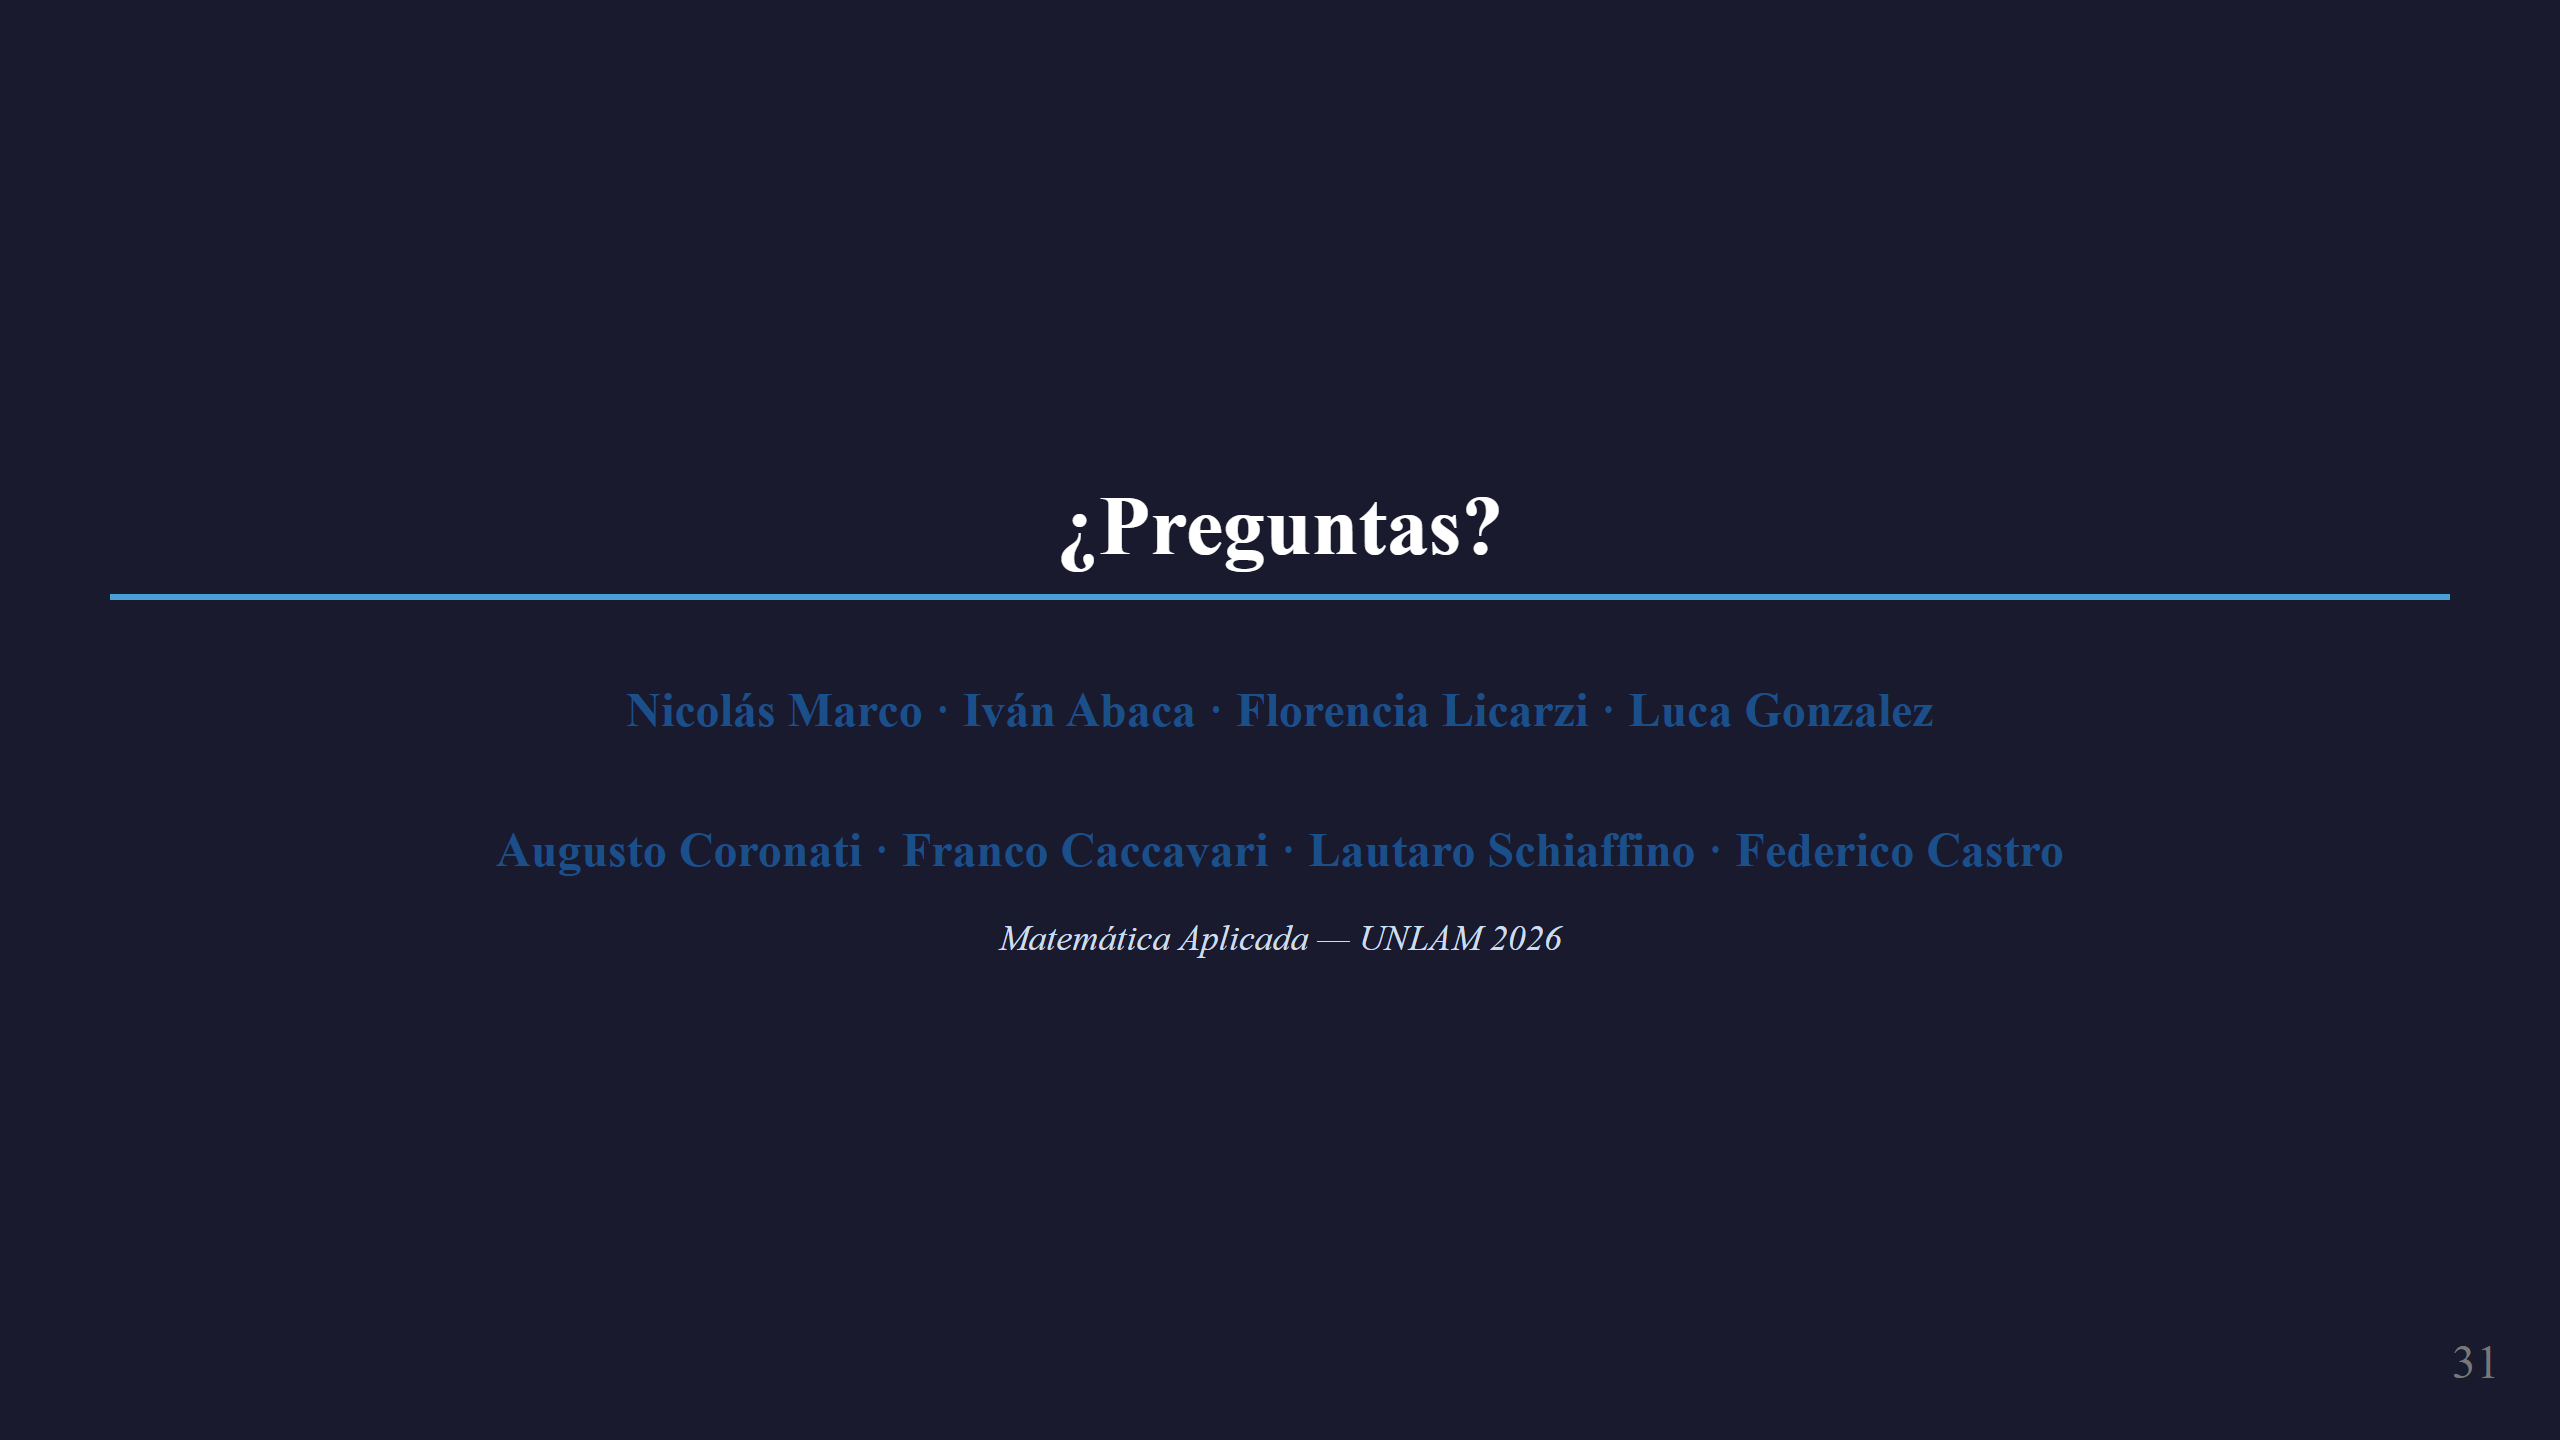 ¿Preguntas?
Nicolás Marco · Iván Abaca · Florencia Licarzi · Luca Gonzalez
Augusto Coronati · Franco Caccavari · Lautaro Schiaffino · Federico Castro
Matemática Aplicada — UNLAM 2026
31